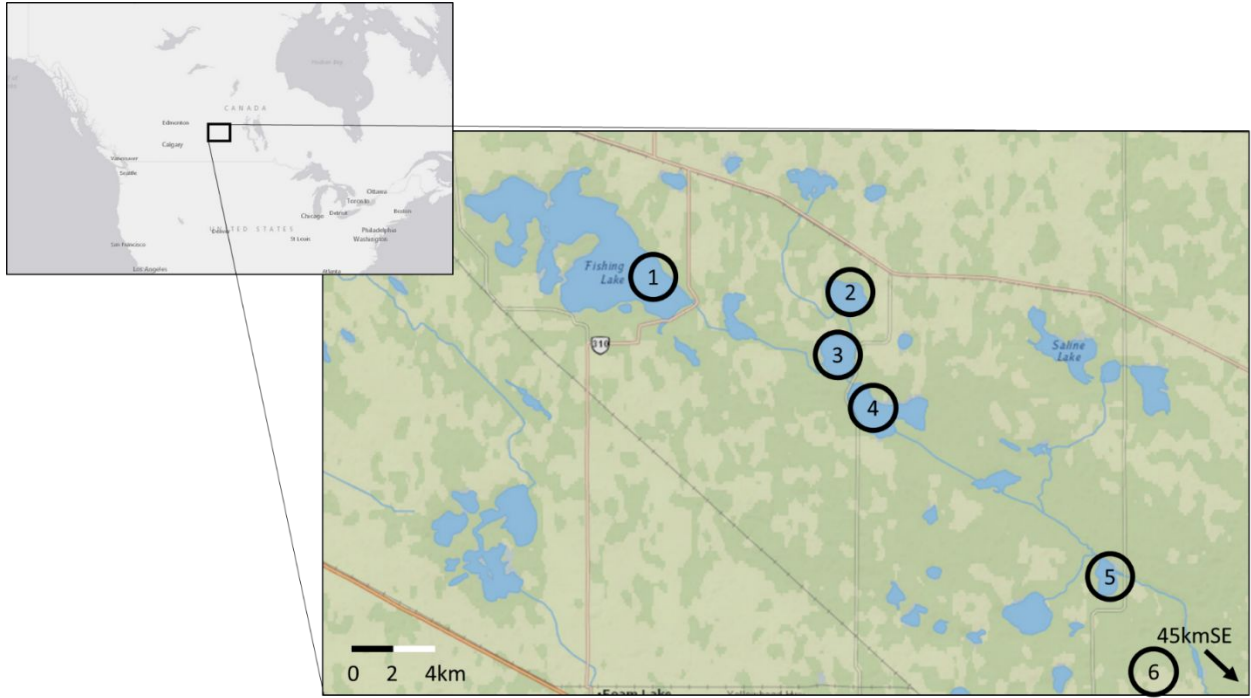 Hudson Bay
CANADA
Edmonton
Calgary
Vancouver
Seattle
Ottawa
Toronto
Chicago
Detroit
Boston
UNITED STATES
Denver
St Louis
Philadelphia
Washington
San Francisco
Los Angeles
Atlanta
Fishing
Lake
1
2
310
3
Saline
Lake
4
5
45kmSE
6
0 2 4km
Foam Lake